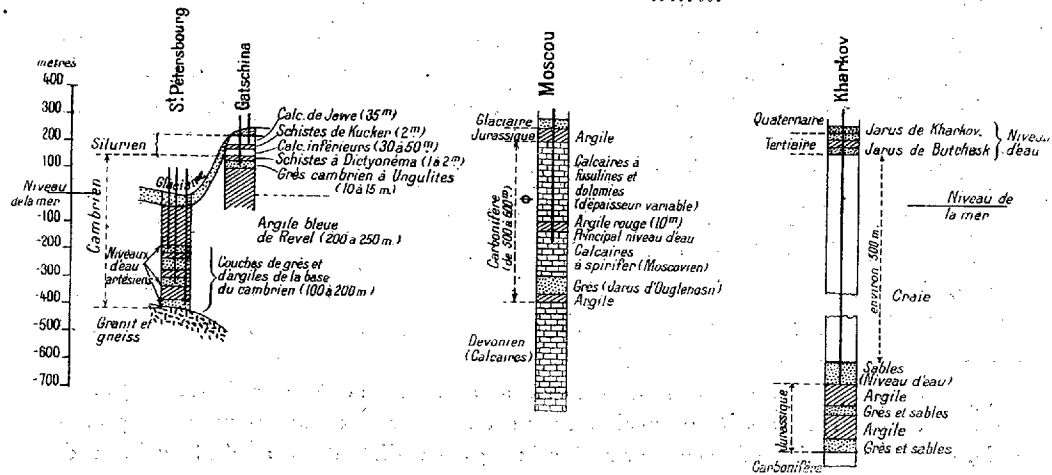 mètres
400
300
200
100
Niveau
de la mer
-100
-200
-300
-400
-500
-600
-700
St Pétersbourg
Gatschina
Silurien
Cambrien
Glaciaire
Calc. de Jewe (35m)
Schistes de Kucker (2m)
Calc. inférieurs (30 à 50m)
Schistes à Dictyonéma (1 à 2m)
Grès cambrien à Ungulites
(10 à 15 m.)
Argile bleue
de Revel (200 à 250 m.)
Niveaux
d'eau
artésiens
Couches de grès et
d'argiles de la base
du cambrien (100 à 200m)
Granit et
gneiss
Moscou
Glaciaire
Jurassique
Argile
Carbonifère
de 500 à 600m
Calcaires à
fusulines et
dolomies
(d'épaisseur variable)
Argile rouge (10m)
Principal niveau d'eau
Calcaires
à spirifer (Moscovien)
Grès (Jarus d'Ouglenosn)
Argile
Devonien
(Calcaires)
Kharkov
Quaternaire
Tertiaire
Jarus de Kharkov
Jarus de Butchask
Niveau
d'eau
Niveau de
la mer
environ 500 m.
Craie
Sables
(Niveau d'eau)
Argile
Grès et sables
Argile
Grès et sables
Jurassique
Carbonifère